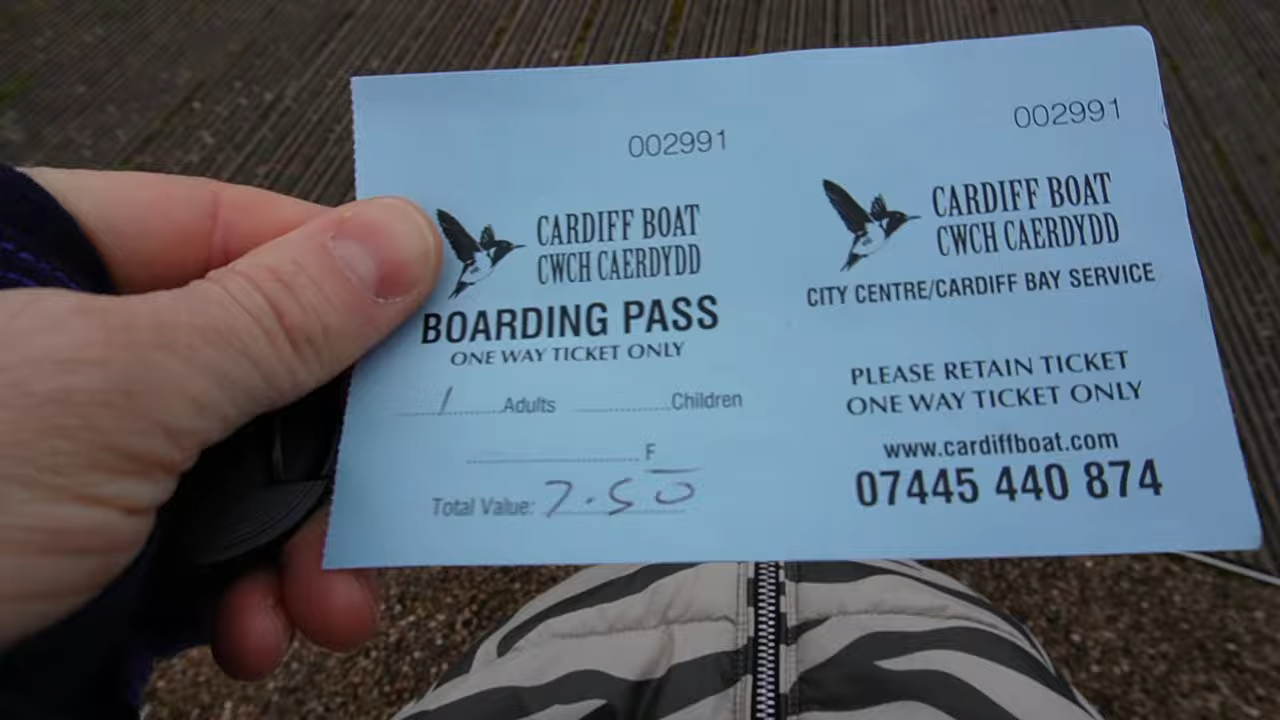 002991
CARDIFF BOAT
CWCH CAERDYDD
BOARDING PASS
ONE WAY TICKET ONLY
1 Adults Children
F
Total Value: 7.50
002991
CARDIFF BOAT
CWCH CAERDYDD
CITY CENTRE/CARDIFF BAY SERVICE
PLEASE RETAIN TICKET
ONE WAY TICKET ONLY
www.cardiffboat.com
07445 440 874